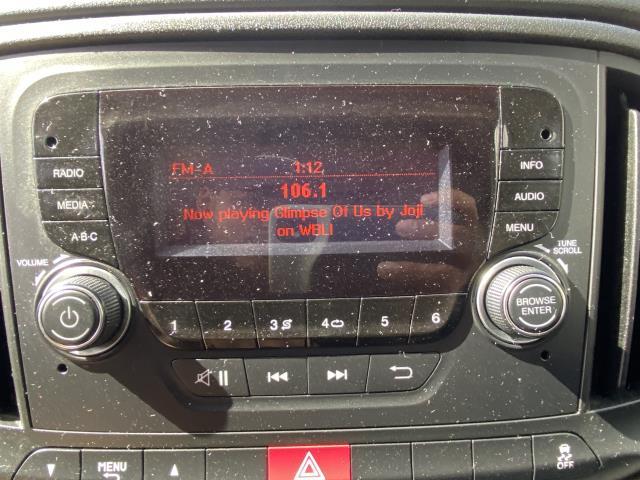 RADIO
MEDIA
A-B-C
VOLUME
FM-A 1:12
106.1
Now playing Glimpse Of Us by Joji
on WBLI
INFO
AUDIO
MENU
TUNE
SCROLL
BROWSE
ENTER
1 2 3 4 5 6
MENU
OFF